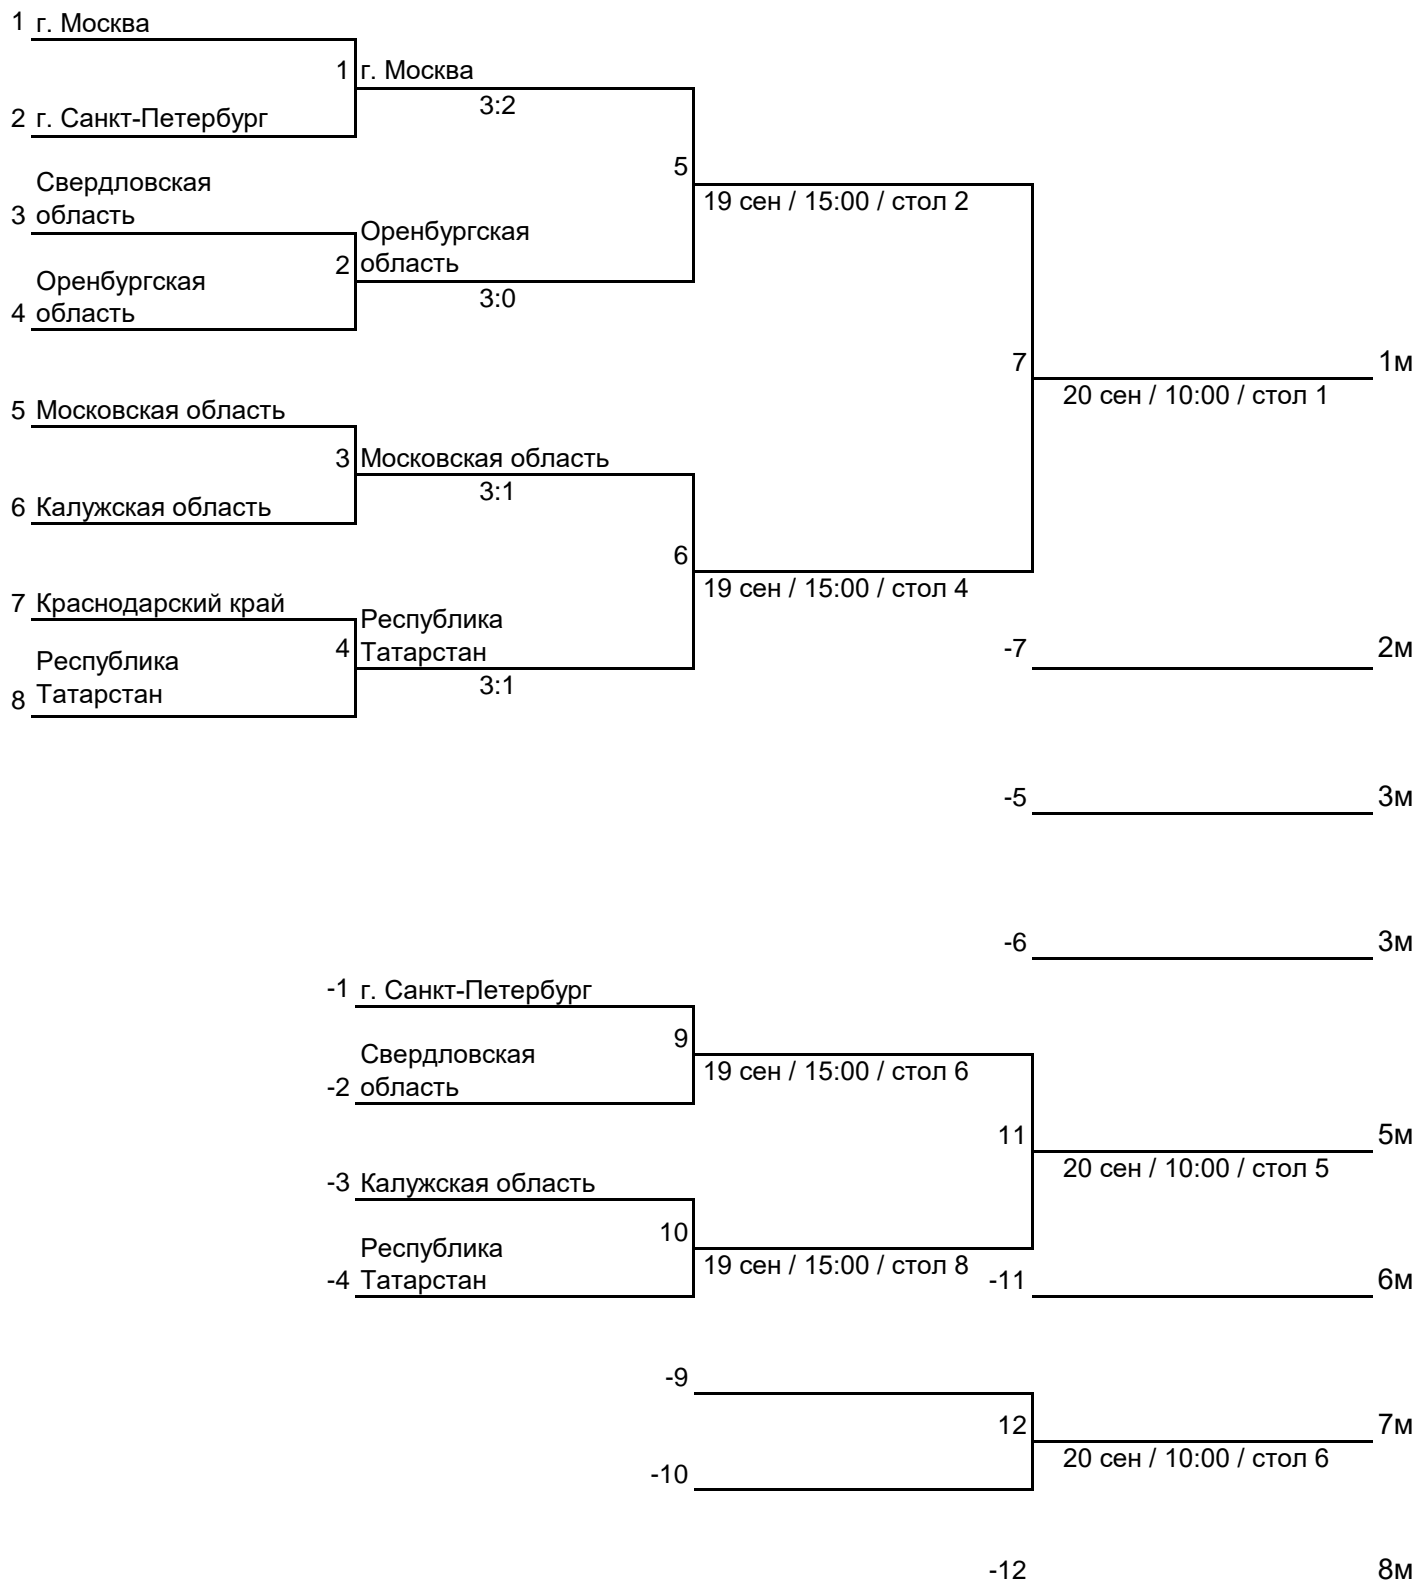 1 г. Москва
1 г. Москва
3:2
2 г. Санкт-Петербург
5
Свердловская
3 область
19 сен / 15:00 / стол 2
Оренбургская
2 область
Оренбургская
4 область
3:0
7
1м
20 сен / 10:00 / стол 1
5 Московская область
3 Московская область
3:1
6 Калужская область
6
19 сен / 15:00 / стол 4
7 Краснодарский край
Республика
4 Татарстан
Республика
8 Татарстан
3:1
-7
2м
-5
3м
-6
3м
-1 г. Санкт-Петербург
9
Свердловская
-2 область
19 сен / 15:00 / стол 6
11
5м
20 сен / 10:00 / стол 5
-3 Калужская область
10
Республика
-4 Татарстан
19 сен / 15:00 / стол 8
-11
6м
-9
12
7м
20 сен / 10:00 / стол 6
-10
-12
8м